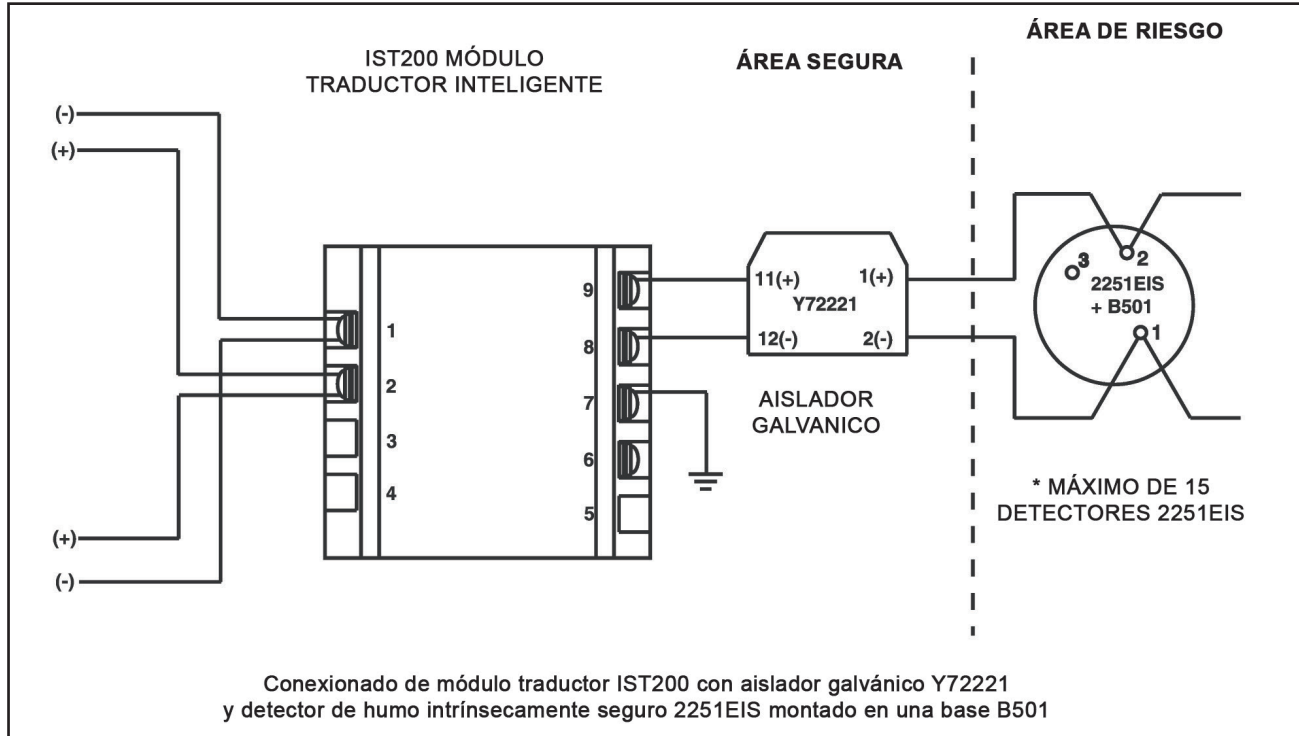 IST200 MÓDULO
TRADUCTOR INTELIGENTE
ÁREA SEGURA
ÁREA DE RIESGO
(-)
(+)
(+)
(-)
1
2
3
4
9
8
7
6
5
11(+) 1(+)
Y72221
12(-) 2(-)
AISLADOR
GALVANICO
3
2
2251EIS
+ B501
1
* MÁXIMO DE 15
DETECTORES 2251EIS
Conexionado de módulo traductor IST200 con aislador galvánico Y72221
y detector de humo intrínsecamente seguro 2251EIS montado en una base B501